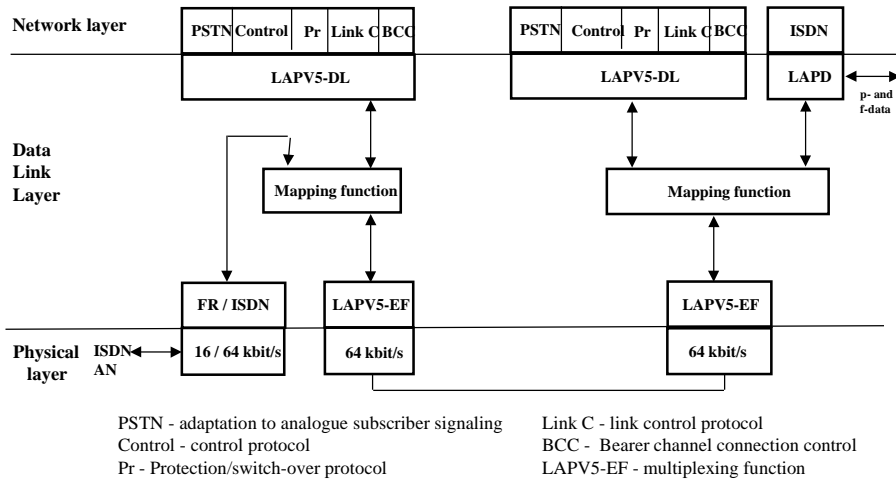 Network layer
PSTN Control Pr Link C BCC
PSTN Control Pr Link C BCC
ISDN
LAPV5-DL
LAPV5-DL
LAPD
p- and
f-data
Data
Link
Layer
Mapping function
Mapping function
FR / ISDN
LAPV5-EF
LAPV5-EF
Physical
layer
ISDN
AN
16 / 64 kbit/s
64 kbit/s
64 kbit/s
PSTN - adaptation to analogue subscriber signaling
Control - control protocol
Pr - Protection/switch-over protocol
Link C - link control protocol
BCC - Bearer channel connection control
LAPV5-EF - multiplexing function